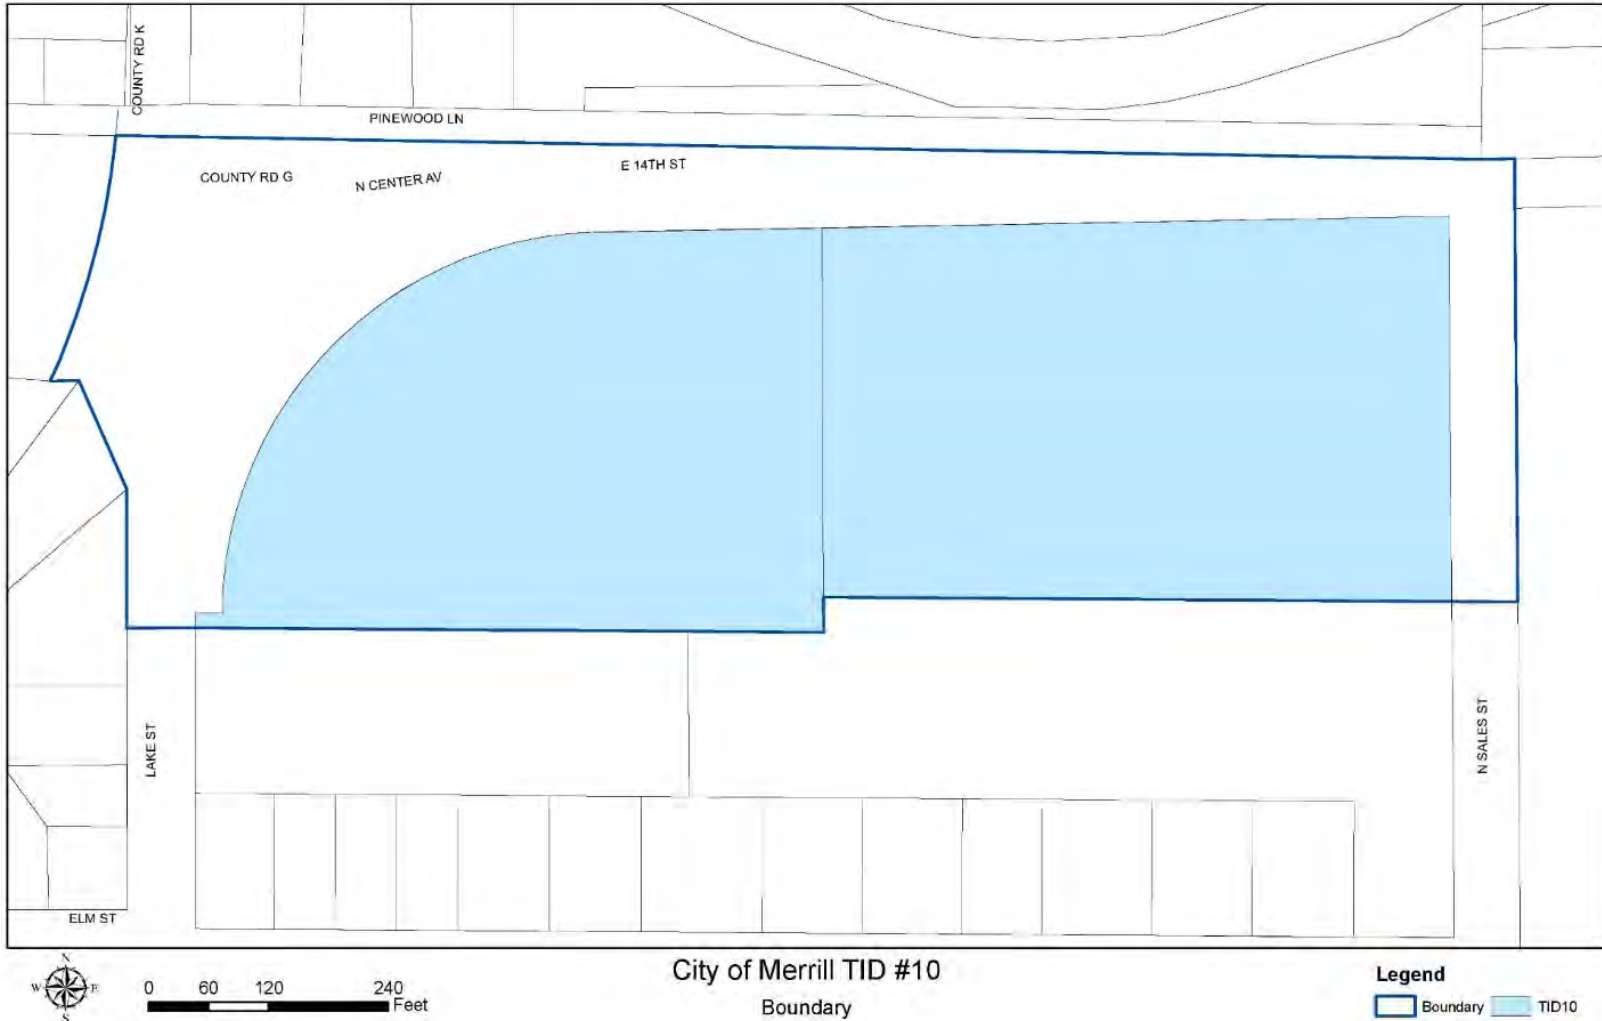 COUNTY RD K
PINEWOOD LN
E 14TH ST
COUNTY RD G
N CENTER AV
LAKE ST
N SALES ST
ELM ST
N
W E
S
0 60 120 240
Feet
City of Merrill TID #10
Boundary
Legend
Boundary TID10